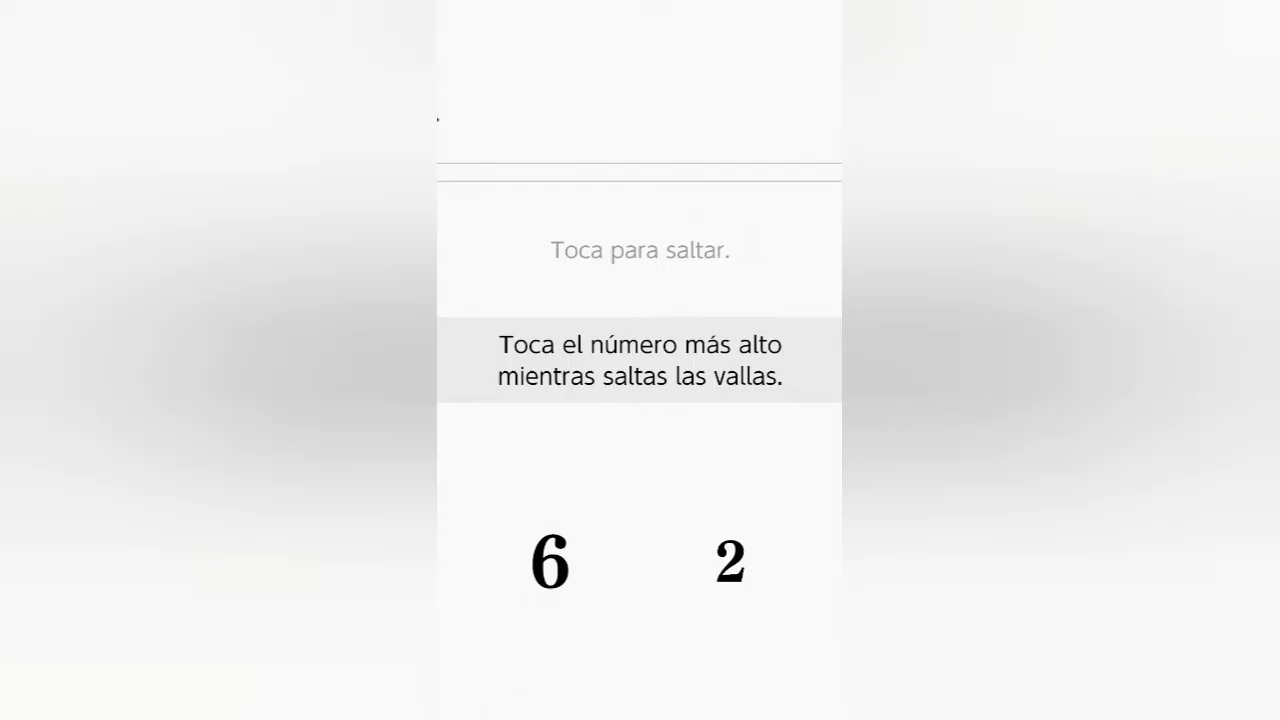 Toca para saltar.
Toca el número más alto
mientras saltas las vallas.
6 2